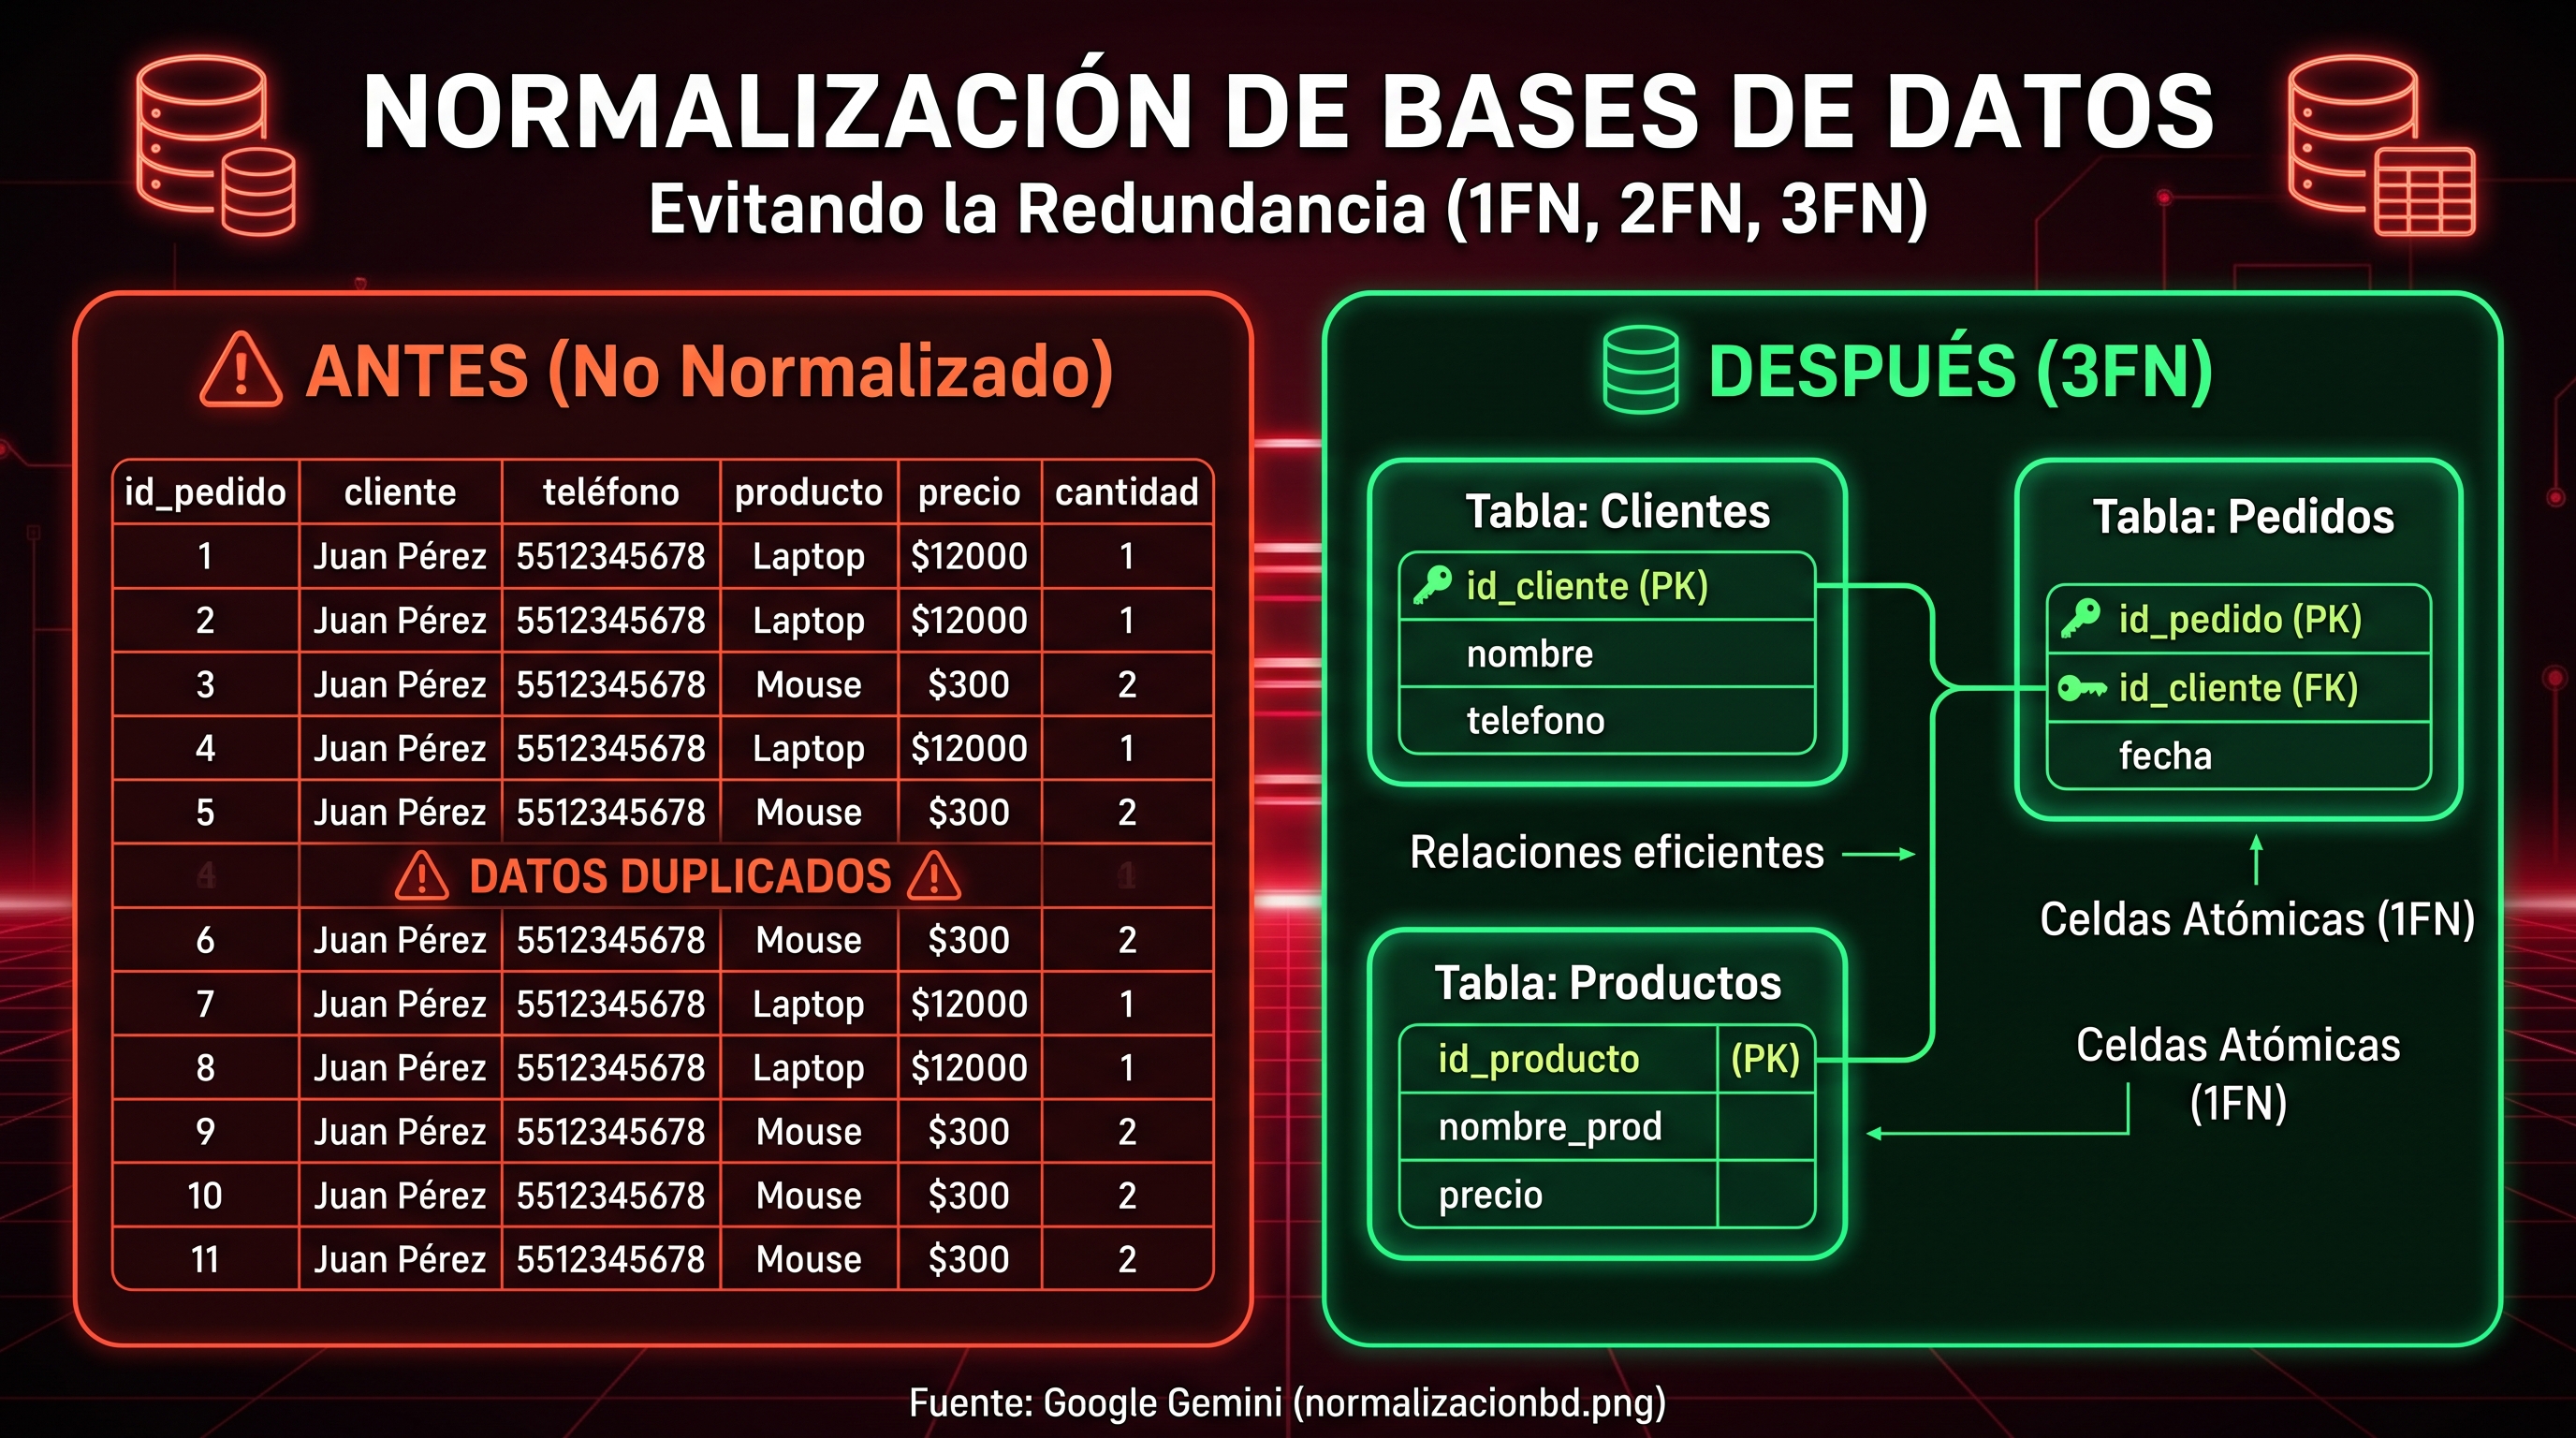 NORMALIZACIÓN DE BASES DE DATOS
Evitando la Redundancia (1FN, 2FN, 3FN)
ANTES (No Normalizado)
id_pedido cliente teléfono producto precio cantidad
1 Juan Pérez 5512345678 Laptop $12000 1
2 Juan Pérez 5512345678 Laptop $12000 1
3 Juan Pérez 5512345678 Mouse $300 2
4 Juan Pérez 5512345678 Laptop $12000 1
5 Juan Pérez 5512345678 Mouse $300 2
DATOS DUPLICADOS
6 Juan Pérez 5512345678 Mouse $300 2
7 Juan Pérez 5512345678 Laptop $12000 1
8 Juan Pérez 5512345678 Laptop $12000 1
9 Juan Pérez 5512345678 Mouse $300 2
10 Juan Pérez 5512345678 Mouse $300 2
11 Juan Pérez 5512345678 Mouse $300 2
DESPUÉS (3FN)
Tabla: Clientes
id_cliente (PK)
nombre
telefono
Tabla: Pedidos
id_pedido (PK)
id_cliente (FK)
fecha
Relaciones eficientes
Celdas Atómicas (1FN)
Tabla: Productos
id_producto (PK)
nombre_prod
precio
Celdas Atómicas
(1FN)
Fuente: Google Gemini (normalizacionbd.png)